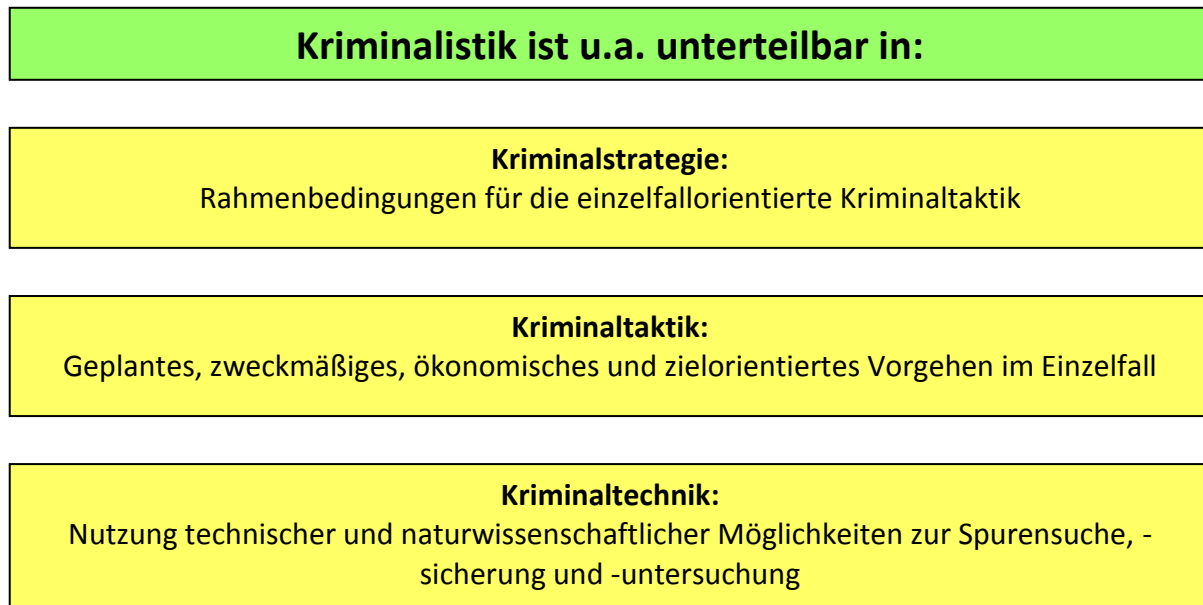 Kriminalistik ist u.a. unterteilbar in:
Kriminalstrategie:
Rahmenbedingungen für die einzelfallorientierte Kriminaltaktik
Kriminaltaktik:
Geplantes, zweckmäßiges, ökonomisches und zielorientiertes Vorgehen im Einzelfall
Kriminaltechnik:
Nutzung technischer und naturwissenschaftlicher Möglichkeiten zur Spurensuche, -
sicherung und -untersuchung